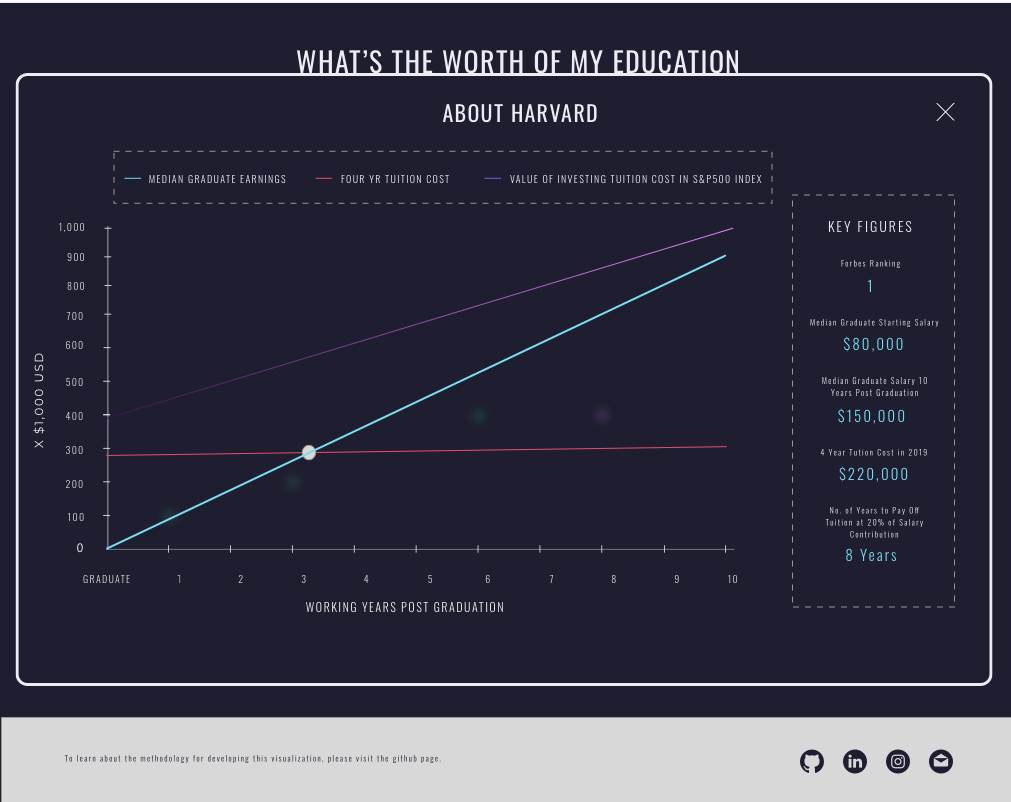 WHAT'S THE WORTH OF MY EDUCATION
ABOUT HARVARD
MEDIAN GRADUATE EARNINGS
FOUR YR TUITION COST
VALUE OF INVESTING TUITION COST IN S&P500 INDEX
X $1,000 USD
1,000
900
800
700
600
500
400
300
200
100
0
GRADUATE 1 2 3 4 5 6 7 8 9 10
WORKING YEARS POST GRADUATION
KEY FIGURES
Forbes Ranking
1
Median Graduate Starting Salary
$80,000
Median Graduate Salary 10
Years Post Graduation
$150,000
4 Year Tution Cost in 2019
$220,000
No. of Years to Pay Off
Tuition at 20% of Salary
Contribution
8 Years
To learn about the methodology for developing this visualization, please visit the github page.
in